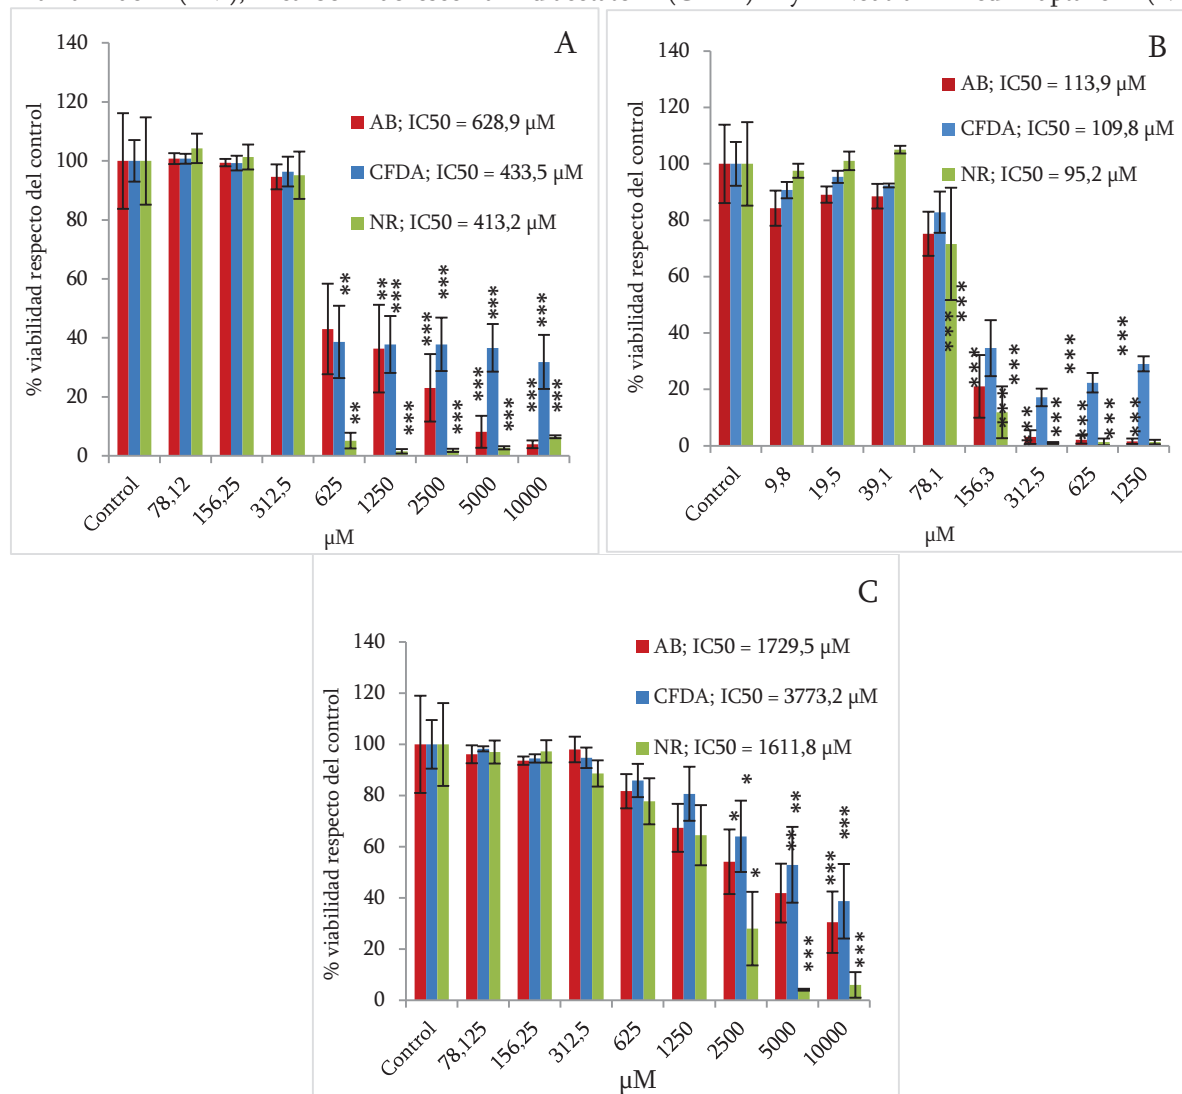 A
140
120
100
80
60
40
20
0
% viabilidad respecto del control
AB; IC50 = 628,9 µM
CFDA; IC50 = 433,5 µM
NR; IC50 = 413,2 µM
** ** *** *** *** *** *** *** ***
** *** *** *** ***
Control 78,12 156,25 312,5 625 1250 2500 5000 10000
µM
B
140
120
100
80
60
40
20
0
% viabilidad respecto del control
AB; IC50 = 113,9 µM
CFDA; IC50 = 109,8 µM
NR; IC50 = 95,2 µM
*** *** *** *** *** *** *** *** *** *** *** *** ***
Control 9,8 19,5 39,1 78,1 156,3 312,5 625 1250
µM
C
140
120
100
80
60
40
20
0
% viabilidad respecto del control
AB; IC50 = 1729,5 µM
CFDA; IC50 = 3773,2 µM
NR; IC50 = 1611,8 µM
* * * ** ** *** *** *** ***
Control 78,125 156,25 312,5 625 1250 2500 5000 10000
µM